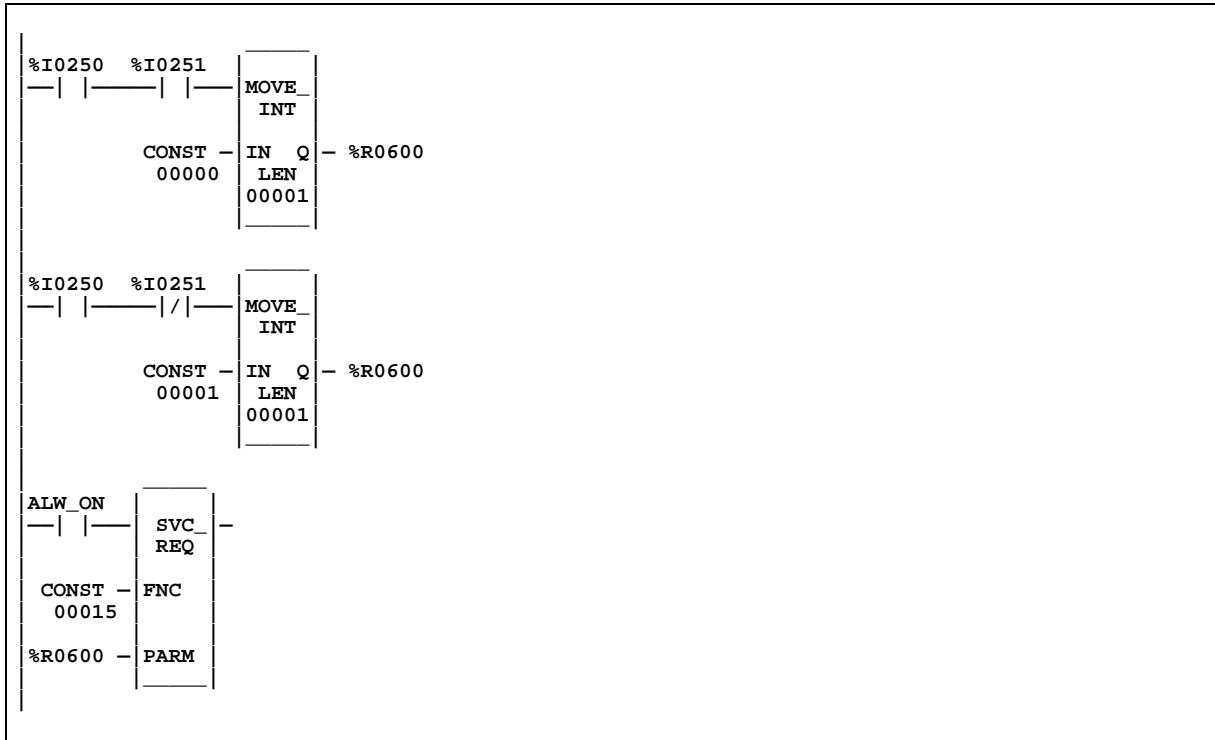 %I0250 %I0251
MOVE_
INT
CONST IN Q %R0600
00000 LEN
00001
%I0250 %I0251
/ MOVE_
INT
CONST IN Q %R0600
00001 LEN
00001
ALW_ON
SVC_
REQ
CONST FNC
00015
%R0600 PARM